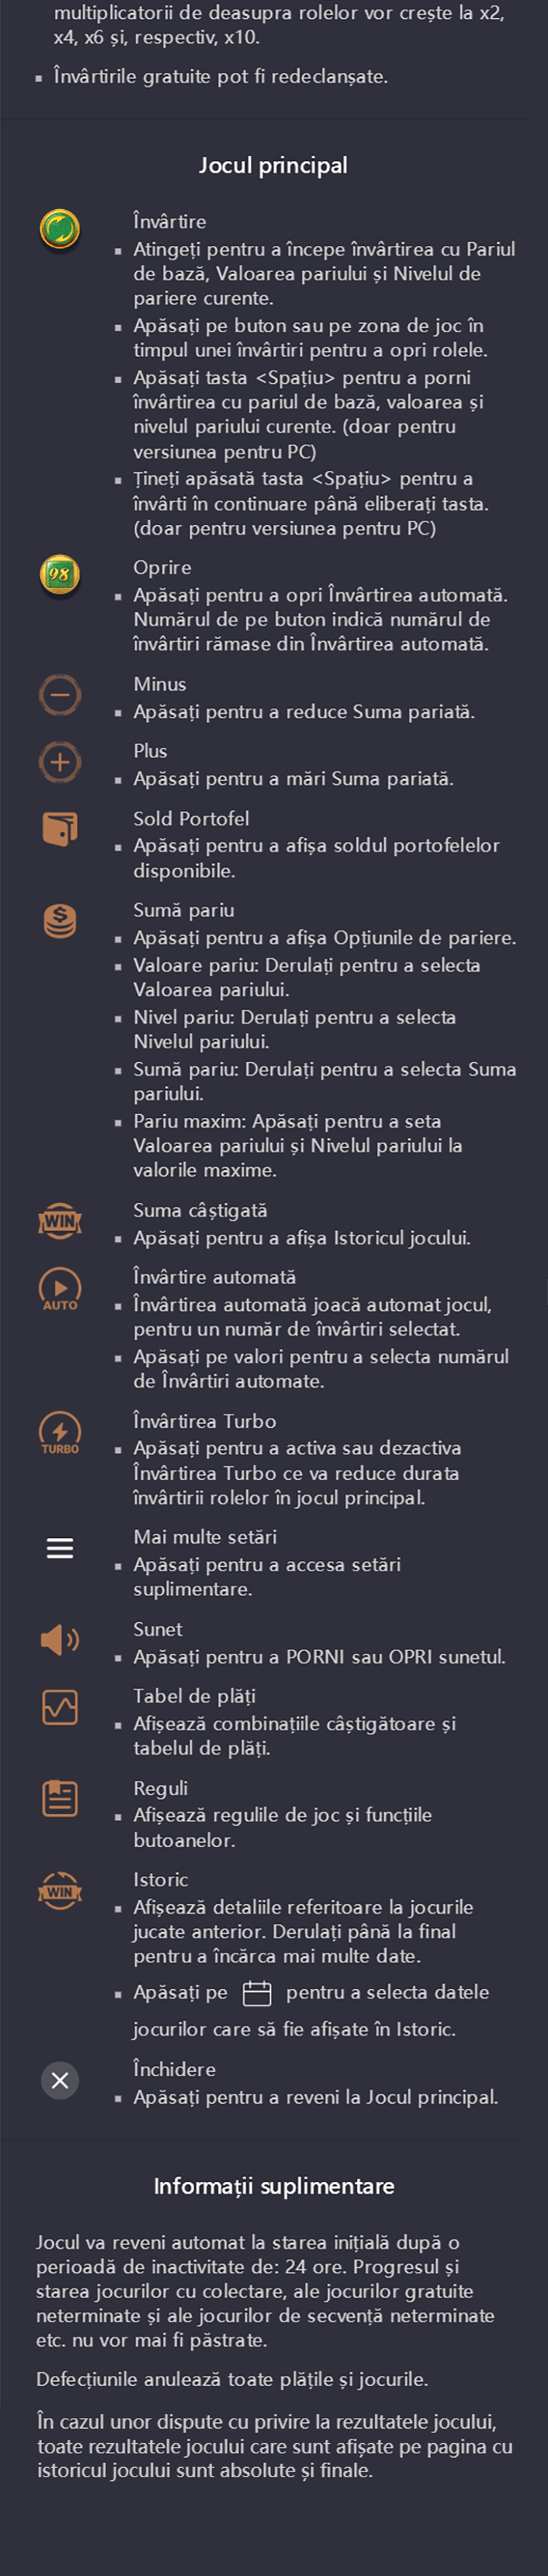 multiplicatorii de deasupra rolelor vor crește la x2,
x4, x6 și, respectiv, x10.
Învârtirile gratuite pot fi redeclanșate.
Jocul principal
Învârtire
Atingeți pentru a începe învârtirea cu Pariul
de bază, Valoarea pariului și Nivelul de
pariere curente.
Apăsați pe buton sau pe zona de joc în
timpul unei învârtiri pentru a opri rolele.
Apăsați tasta <Spațiu> pentru a porni
învârtirea cu pariul de bază, valoarea și
nivelul pariului curente. (doar pentru
versiunea pentru PC)
Țineți apăsată tasta <Spațiu> pentru a
învârti în continuare până eliberați tasta.
(doar pentru versiunea pentru PC)
98
Oprire
Apăsați pentru a opri Învârtirea automată.
Numărul de pe buton indică numărul de
învârtiri rămase din Învârtirea automată.
Minus
Apăsați pentru a reduce Suma pariată.
Plus
Apăsați pentru a mări Suma pariată.
Sold Portofel
Apăsați pentru a afișa soldul portofelelor
disponibile.
Sumă pariu
Apăsați pentru a afișa Opțiunile de pariere.
Valoare pariu: Derulați pentru a selecta
Valoarea pariului.
Nivel pariu: Derulați pentru a selecta
Nivelul pariului.
Sumă pariu: Derulați pentru a selecta Suma
pariului.
Pariu maxim: Apăsați pentru a seta
Valoarea pariului și Nivelul pariului la
valorile maxime.
WIN
Suma câștigată
Apăsați pentru a afișa Istoricul jocului.
AUTO
Învârtire automată
Învârtirea automată joacă automat jocul,
pentru un număr de învârtiri selectat.
Apăsați pe valori pentru a selecta numărul
de Învârtiri automate.
TURBO
Învârtirea Turbo
Apăsați pentru a activa sau dezactiva
Învârtirea Turbo ce va reduce durata
învârtirii rolelor în jocul principal.
Mai multe setări
Apăsați pentru a accesa setări
suplimentare.
Sunet
Apăsați pentru a PORNI sau OPRI sunetul.
Tabel de plăți
Afișează combinațiile câștigătoare și
tabelul de plăți.
Reguli
Afișează regulile de joc și funcțiile
butoanelor.
WIN
Istoric
Afișează detaliile referitoare la jocurile
jucate anterior. Derulați până la final
pentru a încărca mai multe date.
Apăsați pe pentru a selecta datele
jocurilor care să fie afișate în Istoric.
Închidere
Apăsați pentru a reveni la Jocul principal.
Informații suplimentare
Jocul va reveni automat la starea inițială după o
perioadă de inactivitate de: 24 ore. Progresul și
starea jocurilor cu colectare, ale jocurilor gratuite
neterminate și ale jocurilor de secvență neterminate
etc. nu vor mai fi păstrate.
Defecțiunile anulează toate plățile și jocurile.
În cazul unor dispute cu privire la rezultatele jocului,
toate rezultatele jocului care sunt afișate pe pagina cu
istoricul jocului sunt absolute și finale.